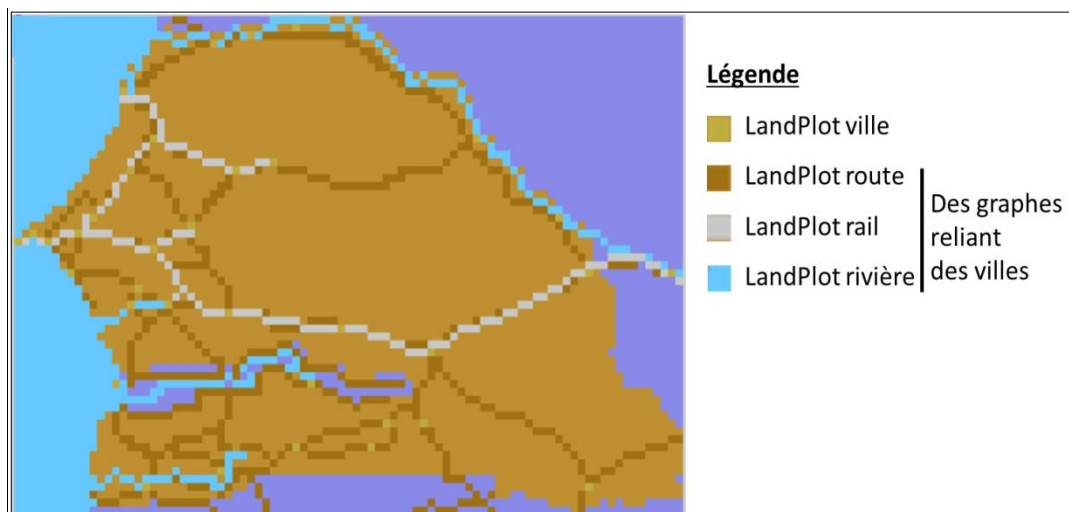 Légende
LandPlot ville
LandPlot route
LandPlot rail
LandPlot rivière
Des graphes
reliant
des villes